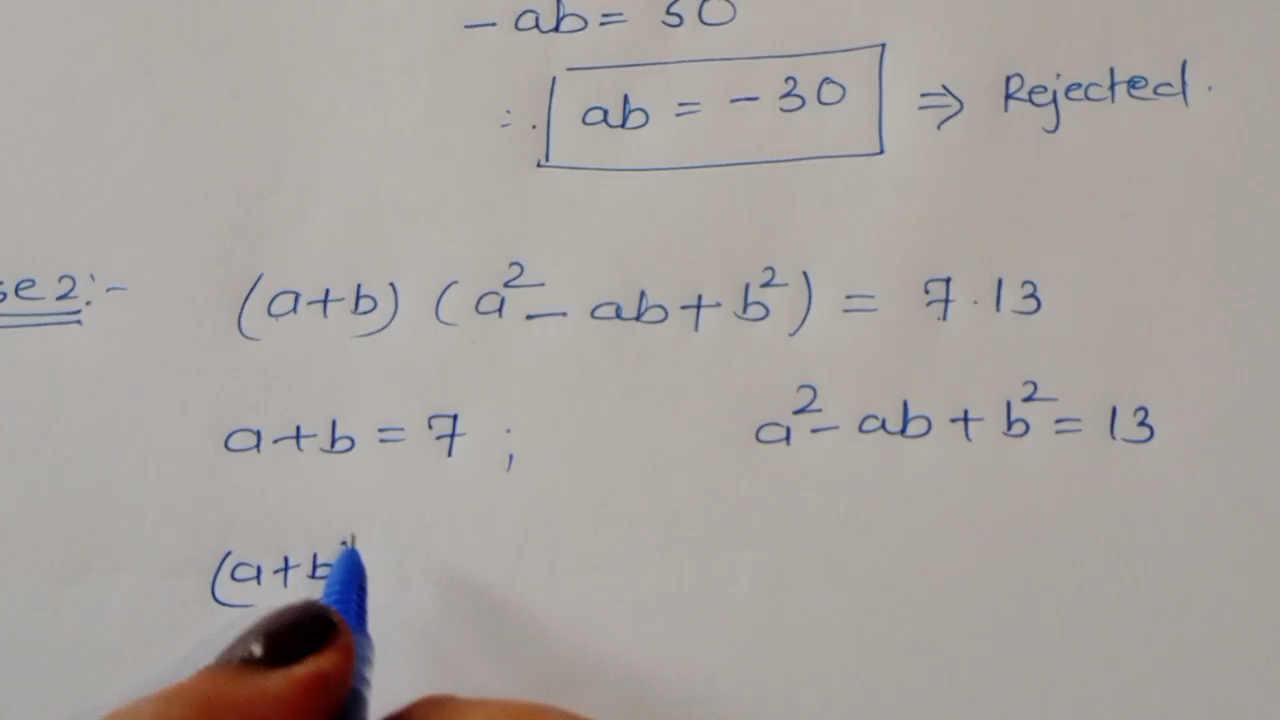 -ab = 30
∴ ab = -30 ⇒ Rejected.
se 2:- (a+b) (a² - ab + b²) = 7.13
a+b = 7 ; a² - ab + b² = 13
(a+b